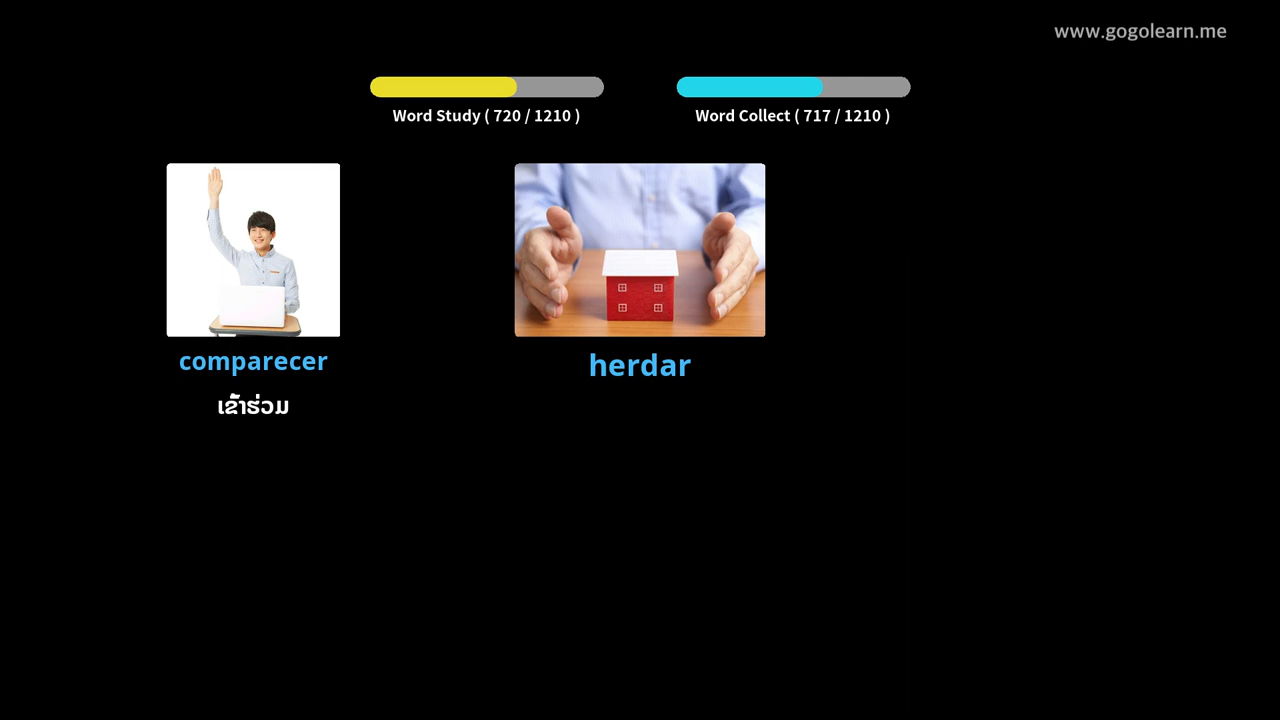 www.gogolearn.me
Word Study ( 720 / 1210 )
Word Collect ( 717 / 1210 )
comparecer
herdar
ເຂົ້າຮ່ວມ